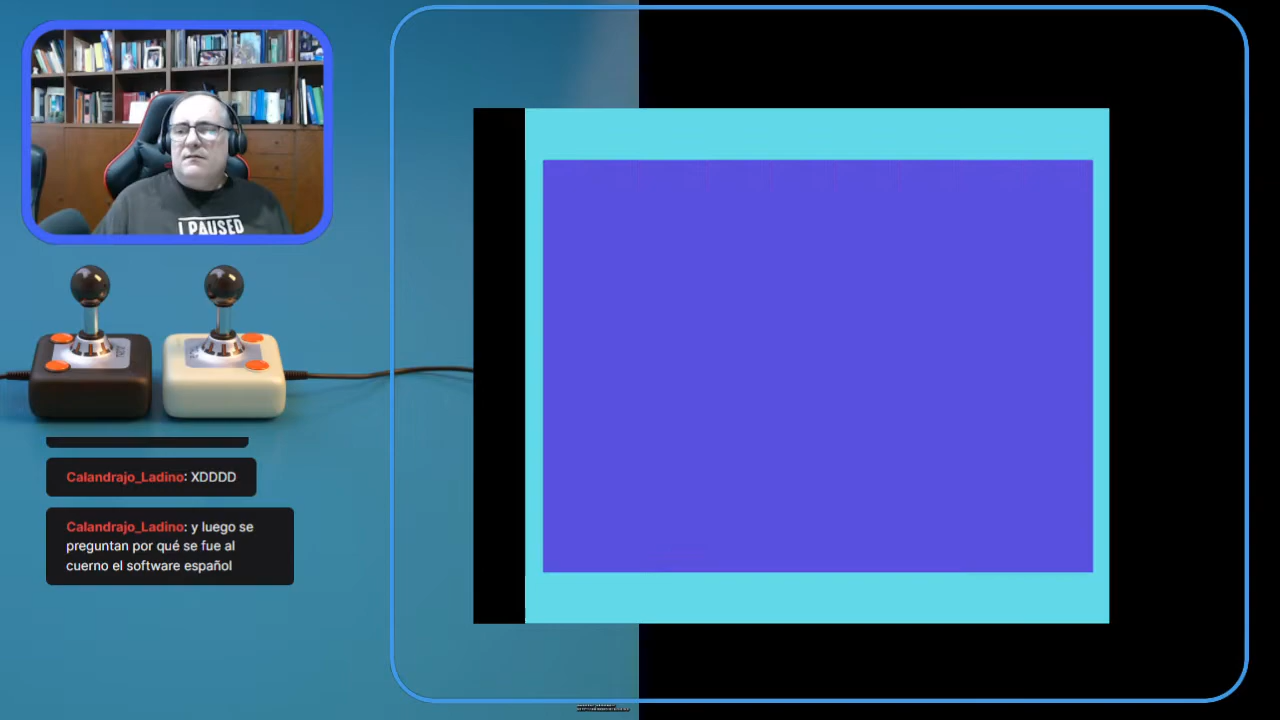 I PAUSED
Calandrajo_Ladino: XDDDD
Calandrajo_Ladino: y luego se
preguntan por qué se fue al
cuerno el software español